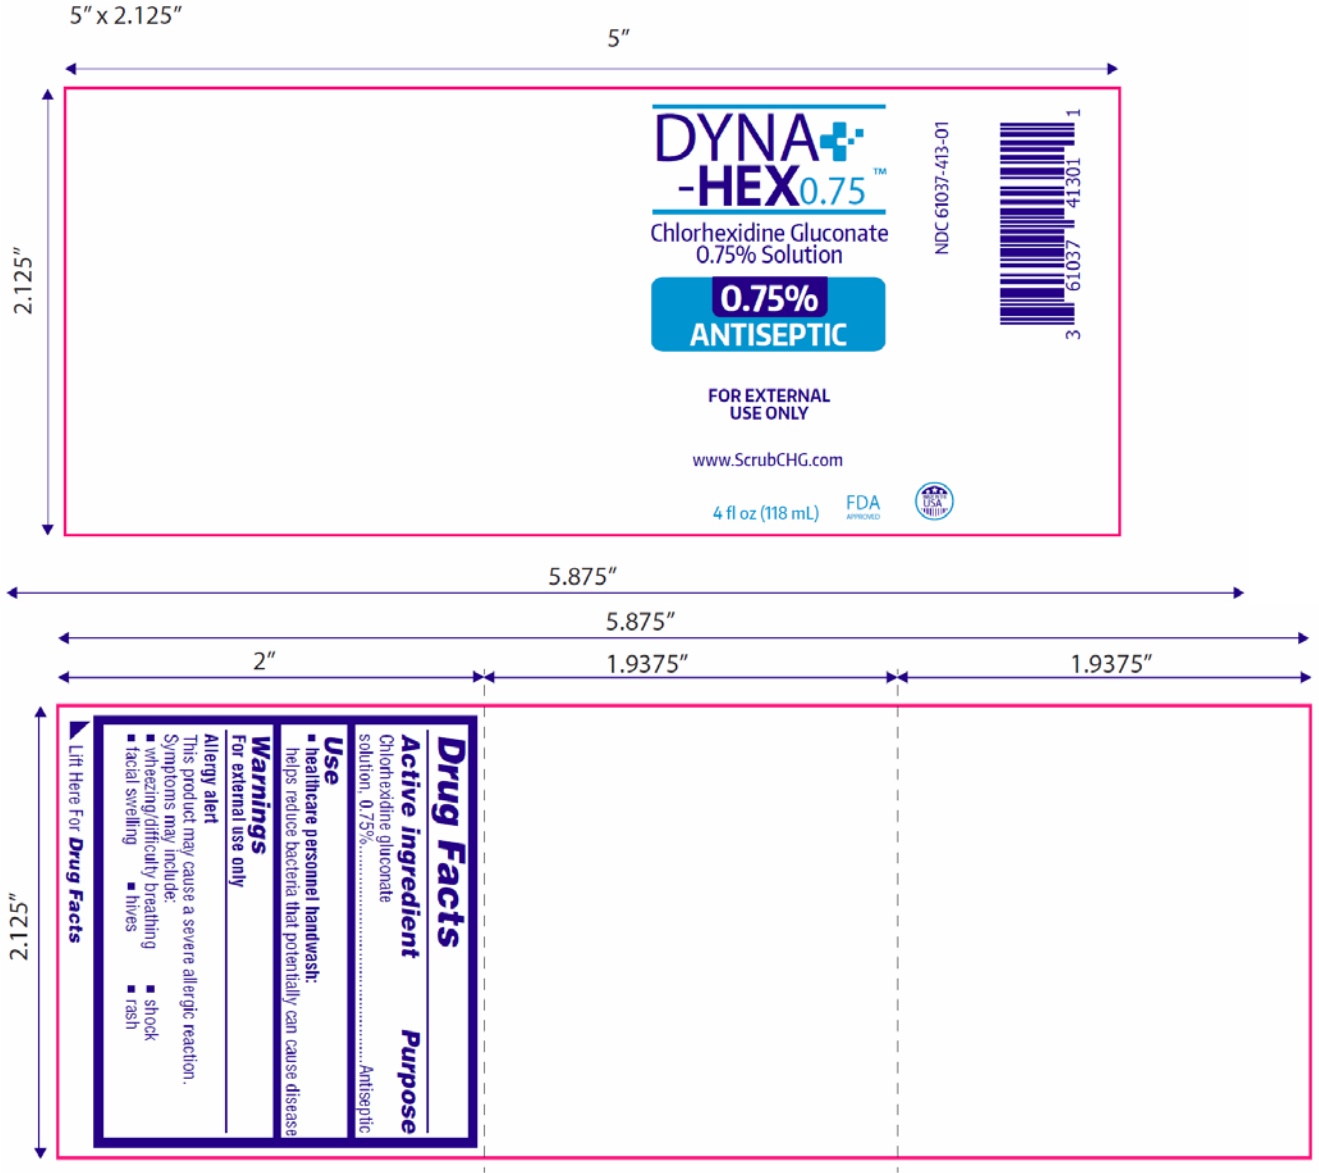 5" x 2.125"
5"
2.125"
DYNA
-HEX0.75 ™
Chlorhexidine Gluconate
0.75% Solution
0.75%
ANTISEPTIC
FOR EXTERNAL
USE ONLY
www.ScrubCHG.com
4 fl oz (118 mL)
FDA
APPROVED
MADE IN THE
USA
NDC 61037-413-01
3 61037 41301 1
5.875"
5.875"
2"
1.9375"
1.9375"
2.125"
Drug Facts
Active ingredient Purpose
Chlorhexidine gluconate
solution, 0.75%..........................................Antiseptic
Use
▪ healthcare personnel handwash:
helps reduce bacteria that potentially can cause disease
Warnings
For external use only
Allergy alert
This product may cause a severe allergic reaction.
Symptoms may include:
▪ wheezing/difficulty breathing ▪ shock
▪ facial swelling ▪ hives ▪ rash
Lift Here For Drug Facts